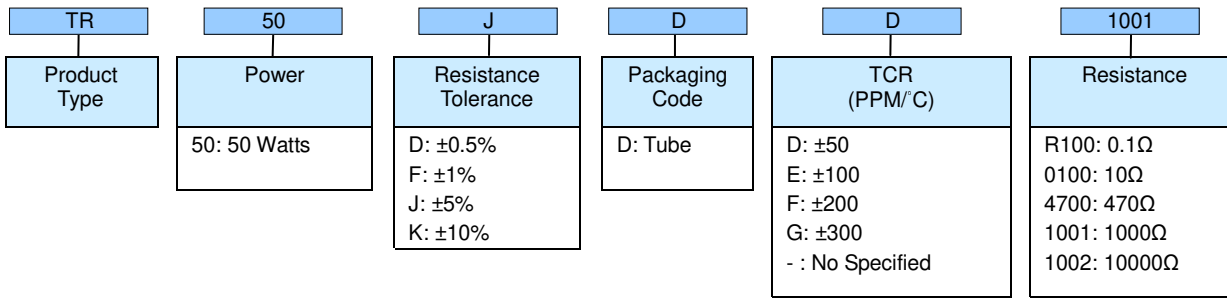 TR 50 J D D 1001
Product Type
Power
Resistance Tolerance
Packaging Code
TCR (PPM/°C)
Resistance
50: 50 Watts
D: ±0.5%
F: ±1%
J: ±5%
K: ±10%
D: Tube
D: ±50
E: ±100
F: ±200
G: ±300
- : No Specified
R100: 0.1Ω
0100: 10Ω
4700: 470Ω
1001: 1000Ω
1002: 10000Ω